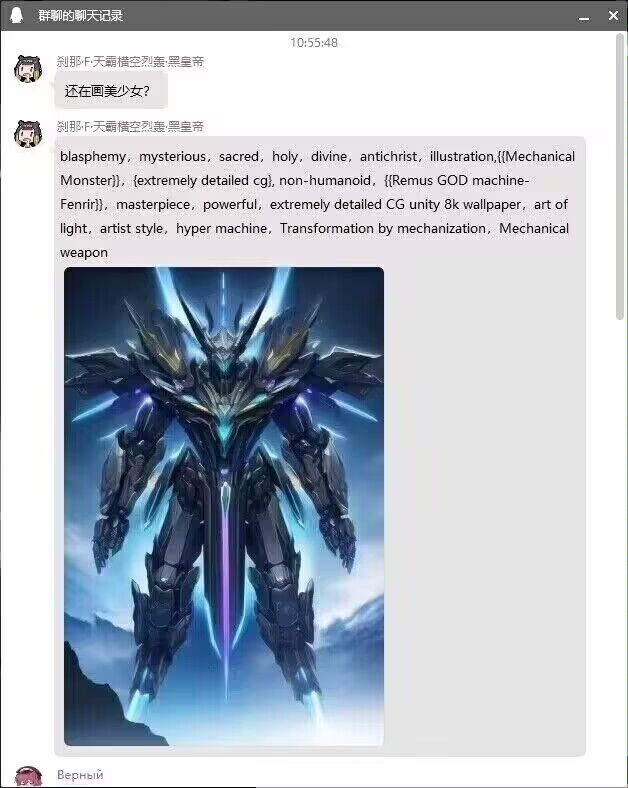 群聊的聊天记录
10:55:48
刹那·F·天霸横空烈轰·黑皇帝
还在画美少女?
刹那·F·天霸横空烈轰·黑皇帝
blasphemy，mysterious，sacred，holy，divine，antichrist，illustration,{{Mechanical
Monster}}，{extremely detailed cg}, non-humanoid，{{Remus GOD machine-
Fenrir}}，masterpiece，powerful，extremely detailed CG unity 8k wallpaper，art of
light，artist style，hyper machine，Transformation by mechanization，Mechanical
weapon
Верный